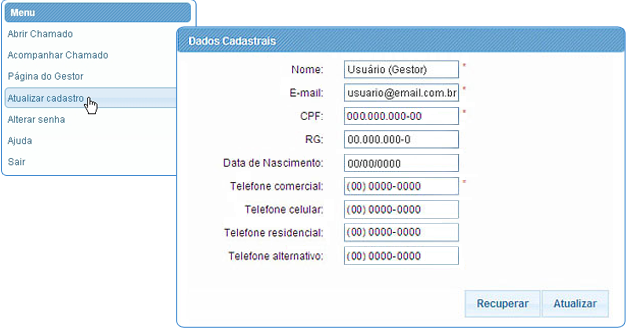 Menu
Abrir Chamado
Acompanhar Chamado
Página do Gestor
Atualizar cadastro
Alterar senha
Ajuda
Sair
Dados Cadastrais
Nome: Usuário (Gestor) *
E-mail: usuario@email.com.br *
CPF: 000.000.000-00 *
RG: 00.000.000-0
Data de Nascimento: 00/00/0000
Telefone comercial: (00) 0000-0000 *
Telefone celular: (00) 0000-0000
Telefone residencial: (00) 0000-0000
Telefone alternativo: (00) 0000-0000
Recuperar Atualizar